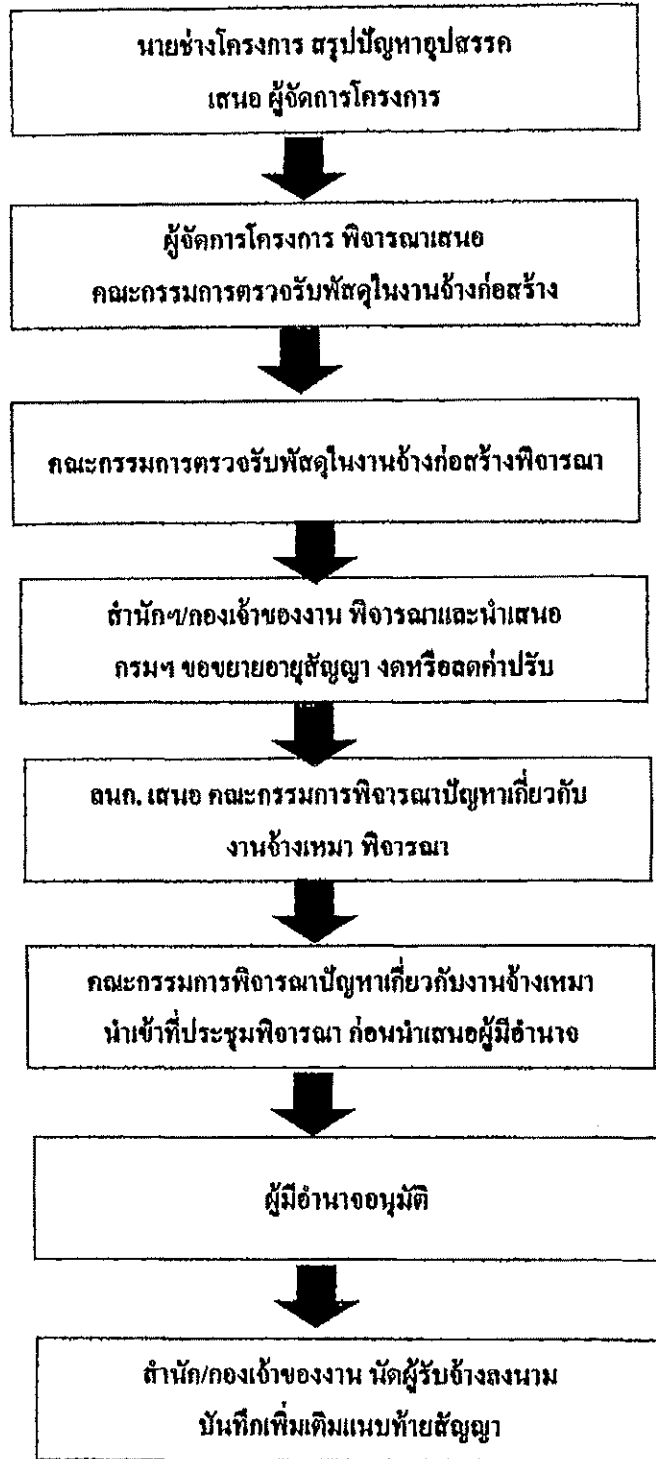 นายช่างโครงการ สรุปปัญหาอุปสรรค
เสนอ ผู้จัดการโครงการ
ผู้จัดการโครงการ พิจารณาเสนอ
คณะกรรมการตรวจรับพัสดุในงานจ้างก่อสร้าง
คณะกรรมการตรวจรับพัสดุในงานจ้างก่อสร้างพิจารณา
สำนักฯ/กองเจ้าของงาน พิจารณาและนำเสนอ
กรมฯ ขอขยายอายุสัญญา งดหรือลดค่าปรับ
ลนก. เสนอ คณะกรรมการพิจารณาปัญหาเกี่ยวกับ
งานจ้างเหมา พิจารณา
คณะกรรมการพิจารณาปัญหาเกี่ยวกับงานจ้างเหมา
นำเข้าที่ประชุมพิจารณา ก่อนนำเสนอผู้มีอำนาจ
ผู้มีอำนาจอนุมัติ
สำนัก/กองเจ้าของงาน นัดผู้รับจ้างลงนาม
บันทึกเพิ่มเติมแนบท้ายสัญญา